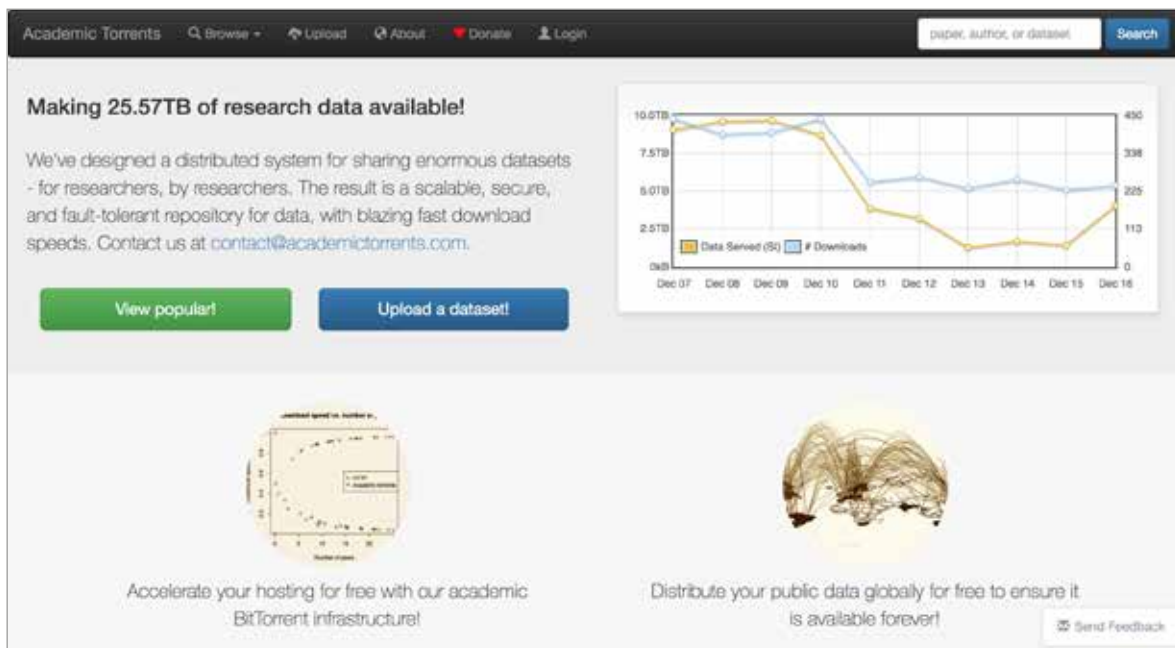 Academic Torrents Browse Upload About Donate Login paper, author, or dataset Search
Making 25.57TB of research data available!
We've designed a distributed system for sharing enormous datasets
- for researchers, by researchers. The result is a scalable, secure,
and fault-tolerant repository for data, with blazing fast download
speeds. Contact us at contact@academictorrents.com.
View popular! Upload a dataset!
10.0TB 450
7.5TB 338
5.0TB 225
2.5TB 113
Data Served (SI) # Downloads
0kB 0
Dec 07 Dec 08 Dec 09 Dec 10 Dec 11 Dec 12 Dec 13 Dec 14 Dec 15 Dec 16
0 5 10 15 20
Accelerate your hosting for free with our academic
BitTorrent infrastructure!
Distribute your public data globally for free to ensure it
is available forever!
Send Feedback